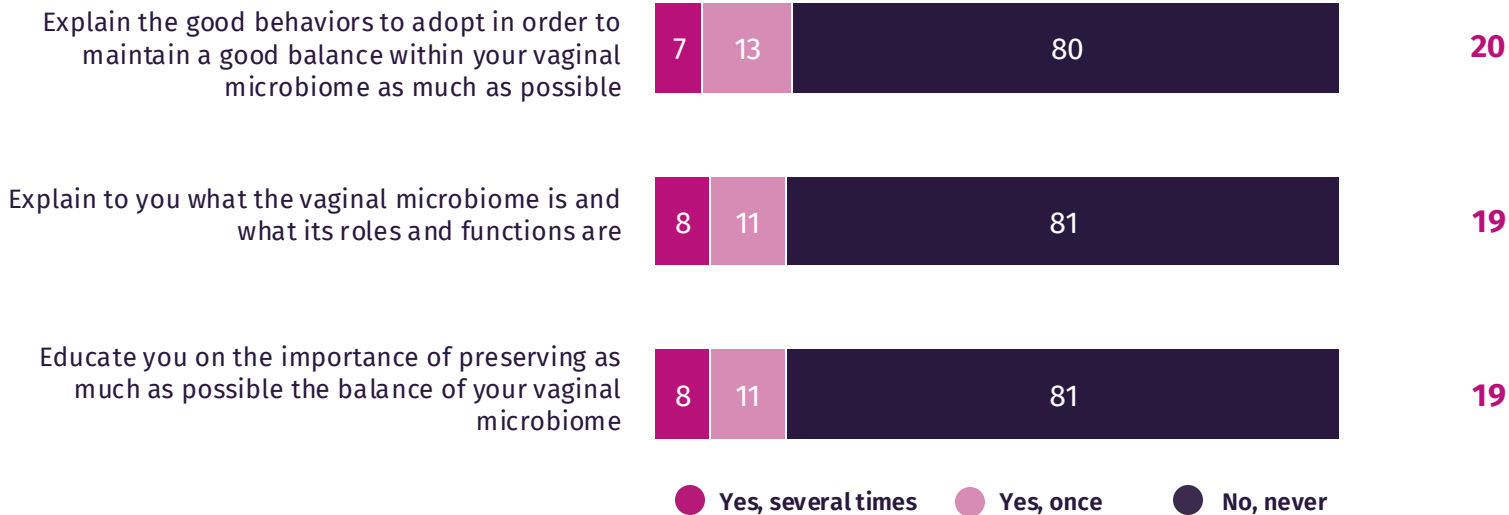 Explain the good behaviors to adopt in order to
maintain a good balance within your vaginal
microbiome as much as possible
7 13 80 20
Explain to you what the vaginal microbiome is and
what its roles and functions are
8 11 81 19
Educate you on the importance of preserving as
much as possible the balance of your vaginal
microbiome
8 11 81 19
Yes, several times Yes, once No, never